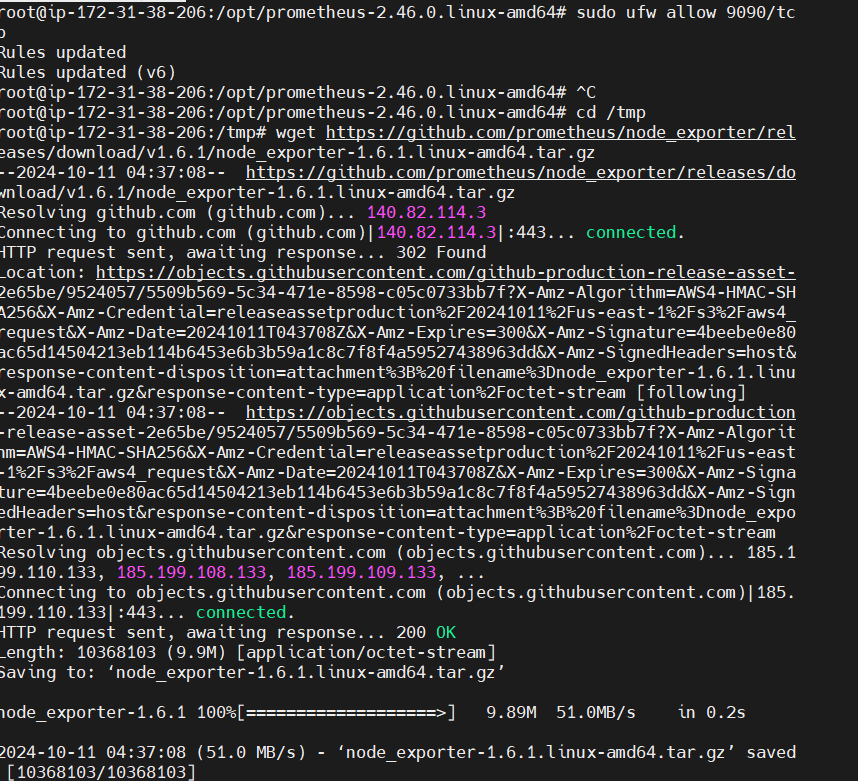 root@ip-172-31-38-206:/opt/prometheus-2.46.0.linux-amd64# sudo ufw allow 9090/tc
p
Rules updated
Rules updated (v6)
root@ip-172-31-38-206:/opt/prometheus-2.46.0.linux-amd64# ^C
root@ip-172-31-38-206:/opt/prometheus-2.46.0.linux-amd64# cd /tmp
root@ip-172-31-38-206:/tmp# wget https://github.com/prometheus/node_exporter/rel
eases/download/v1.6.1/node_exporter-1.6.1.linux-amd64.tar.gz
--2024-10-11 04:37:08--  https://github.com/prometheus/node_exporter/releases/do
wnload/v1.6.1/node_exporter-1.6.1.linux-amd64.tar.gz
Resolving github.com (github.com)... 140.82.114.3
Connecting to github.com (github.com)|140.82.114.3|:443... connected.
HTTP request sent, awaiting response... 302 Found
Location: https://objects.githubusercontent.com/github-production-release-asset-
2e65be/9524057/5509b569-5c34-471e-8598-c05c0733bb7f?X-Amz-Algorithm=AWS4-HMAC-SH
A256&X-Amz-Credential=releaseassetproduction%2F20241011%2Fus-east-1%2Fs3%2Faws4_
request&X-Amz-Date=20241011T043708Z&X-Amz-Expires=300&X-Amz-Signature=4beebe0e80
ac65d14504213eb114b6453e6b3b59a1c8c7f8f4a59527438963dd&X-Amz-SignedHeaders=host&
response-content-disposition=attachment%3B%20filename%3Dnode_exporter-1.6.1.linu
x-amd64.tar.gz&response-content-type=application%2Foctet-stream [following]
--2024-10-11 04:37:08--  https://objects.githubusercontent.com/github-production
-release-asset-2e65be/9524057/5509b569-5c34-471e-8598-c05c0733bb7f?X-Amz-Algorit
hm=AWS4-HMAC-SHA256&X-Amz-Credential=releaseassetproduction%2F20241011%2Fus-east
-1%2Fs3%2Faws4_request&X-Amz-Date=20241011T043708Z&X-Amz-Expires=300&X-Amz-Signa
ture=4beebe0e80ac65d14504213eb114b6453e6b3b59a1c8c7f8f4a59527438963dd&X-Amz-Sign
edHeaders=host&response-content-disposition=attachment%3B%20filename%3Dnode_expo
rter-1.6.1.linux-amd64.tar.gz&response-content-type=application%2Foctet-stream
Resolving objects.githubusercontent.com (objects.githubusercontent.com)... 185.1
99.110.133, 185.199.108.133, 185.199.109.133, ...
Connecting to objects.githubusercontent.com (objects.githubusercontent.com)|185.
199.110.133|:443... connected.
HTTP request sent, awaiting response... 200 OK
Length: 10368103 (9.9M) [application/octet-stream]
Saving to: ‘node_exporter-1.6.1.linux-amd64.tar.gz’
node_exporter-1.6.1 100%[===================>]   9.89M  51.0MB/s    in 0.2s
2024-10-11 04:37:08 (51.0 MB/s) - ‘node_exporter-1.6.1.linux-amd64.tar.gz’ saved
[10368103/10368103]